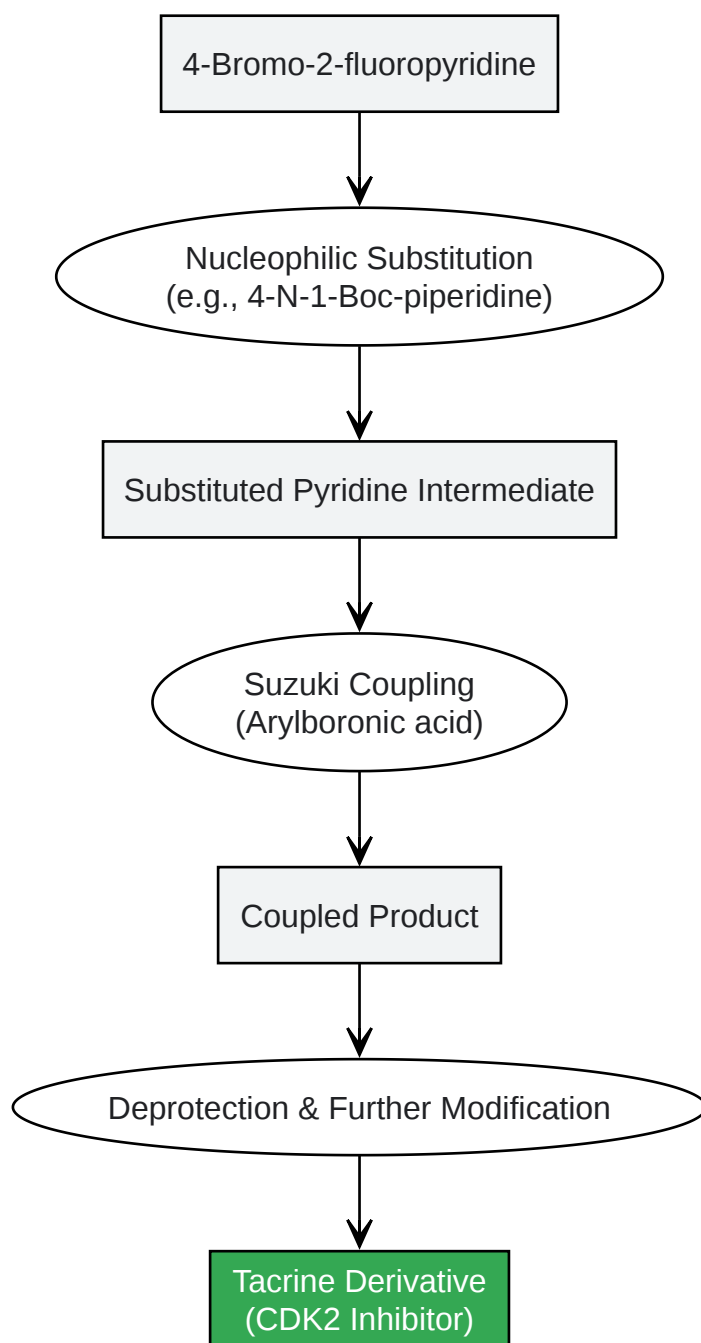 4-Bromo-2-fluoropyridine
Nucleophilic Substitution
(e.g., 4-N-1-Boc-piperidine)
Substituted Pyridine Intermediate
Suzuki Coupling
(Arylboronic acid)
Coupled Product
Deprotection & Further Modification
Tacrine Derivative
(CDK2 Inhibitor)